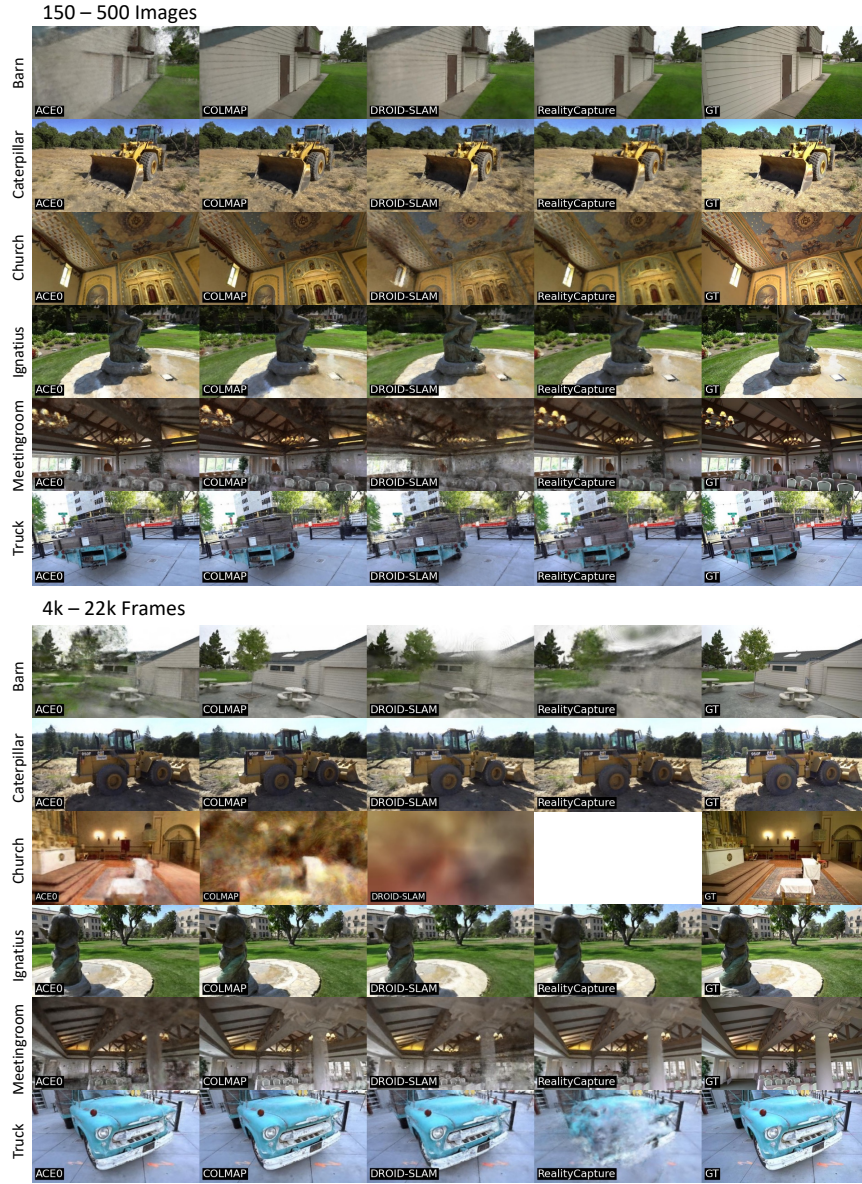 150 – 500 Images
Barn
ACE0
COLMAP
DROID-SLAM
RealityCapture
GT
Caterpillar
ACE0
COLMAP
DROID-SLAM
RealityCapture
GT
Church
ACE0
COLMAP
DROID-SLAM
RealityCapture
GT
Ignatius
ACE0
COLMAP
DROID-SLAM
RealityCapture
GT
Meetingroom
ACE0
COLMAP
DROID-SLAM
RealityCapture
GT
Truck
ACE0
COLMAP
DROID-SLAM
RealityCapture
GT
4k – 22k Frames
Barn
ACE0
COLMAP
DROID-SLAM
RealityCapture
GT
Caterpillar
ACE0
COLMAP
DROID-SLAM
RealityCapture
GT
Church
ACE0
COLMAP
DROID-SLAM
GT
Ignatius
ACE0
COLMAP
DROID-SLAM
RealityCapture
GT
Meetingroom
ACE0
COLMAP
DROID-SLAM
RealityCapture
GT
Truck
ACE0
COLMAP
DROID-SLAM
RealityCapture
GT